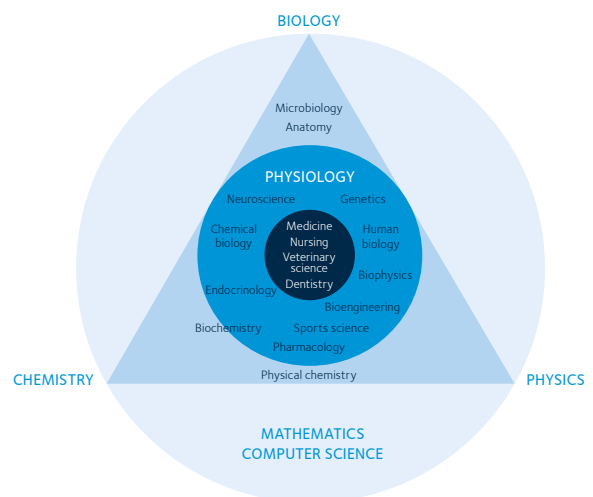 BIOLOGY
Microbiology
Anatomy
PHYSIOLOGY
Neuroscience
Genetics
Chemical
biology
Medicine
Nursing
Veterinary
science
Dentistry
Human
biology
Biophysics
Endocrinology
Bioengineering
Biochemistry
Sports science
Pharmacology
Physical chemistry
CHEMISTRY
PHYSICS
MATHEMATICS
COMPUTER SCIENCE